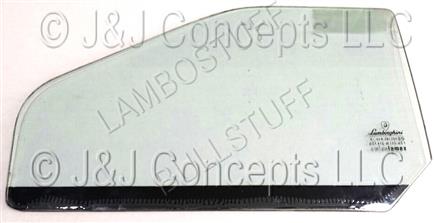 © J&J Concepts LLC
LAMBOSTUFF
BULLSTUFF
Lamborghini
© J&J Concepts LLC